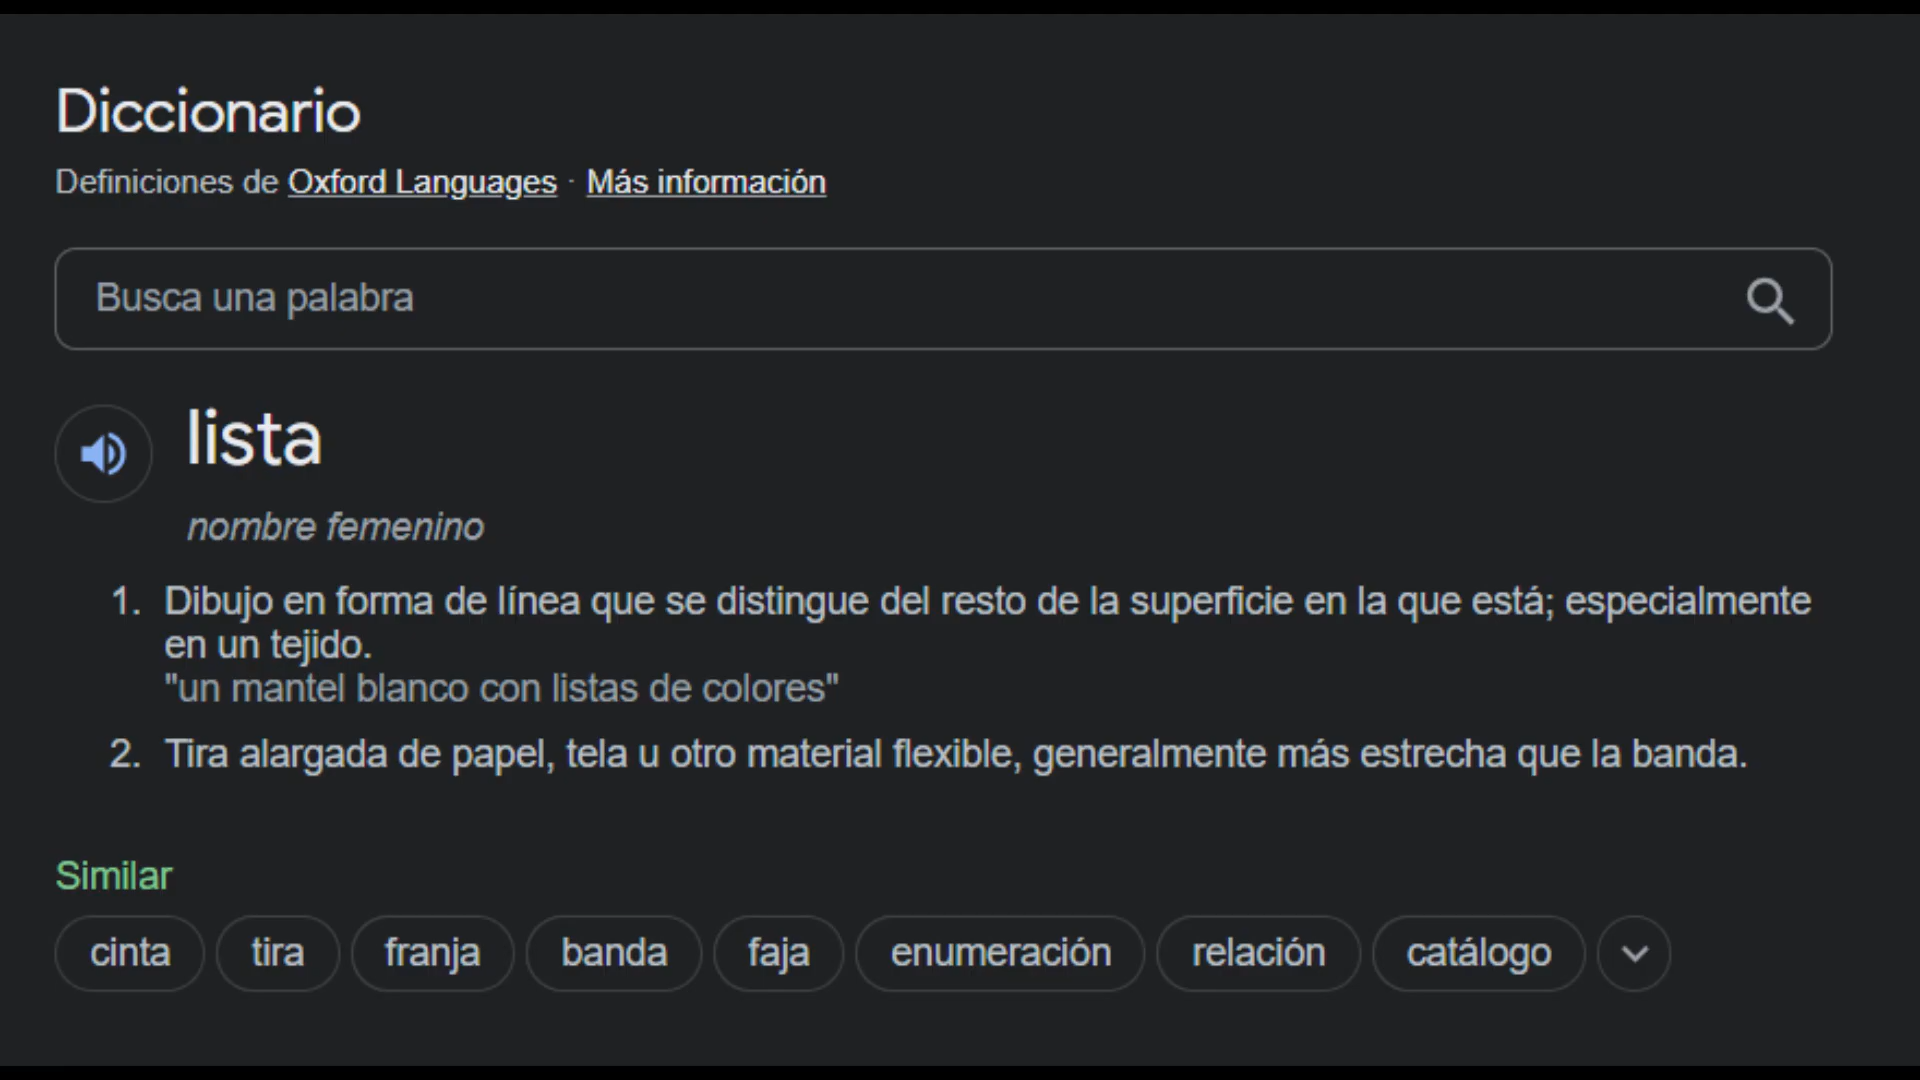 Diccionario
Definiciones de Oxford Languages · Más información
Busca una palabra
lista
nombre femenino
1. Dibujo en forma de línea que se distingue del resto de la superficie en la que está; especialmente
en un tejido.
"un mantel blanco con listas de colores"
2. Tira alargada de papel, tela u otro material flexible, generalmente más estrecha que la banda.
Similar
cinta tira franja banda faja enumeración relación catálogo